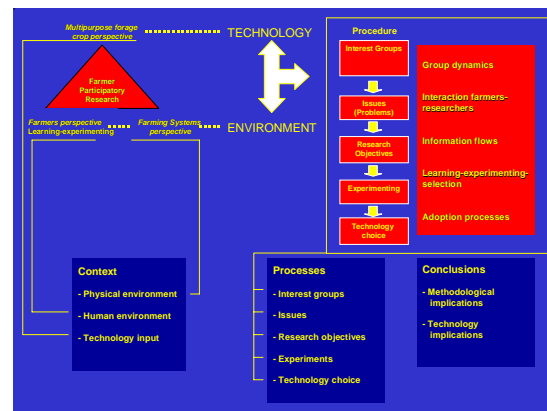 Multipurpose forage
crop perspective
TECHNOLOGY
Farmer
Participatory
Research
Farmers perspective
Learning-experimenting
Farming Systems
perspective
ENVIRONMENT
Procedure
Interest Groups
Issues
(Problems)
Research
Objectives
Experimenting
Technology
choice
Group dynamics
Interaction farmers-
researchers
Information flows
Learning-experimenting-
selection
Adoption processes
Context
- Physical environment
- Human environment
- Technology input
Processes
- Interest groups
- Issues
- Research objectives
- Experiments
- Technology choice
Conclusions
- Methodological
implications
- Technology
implications